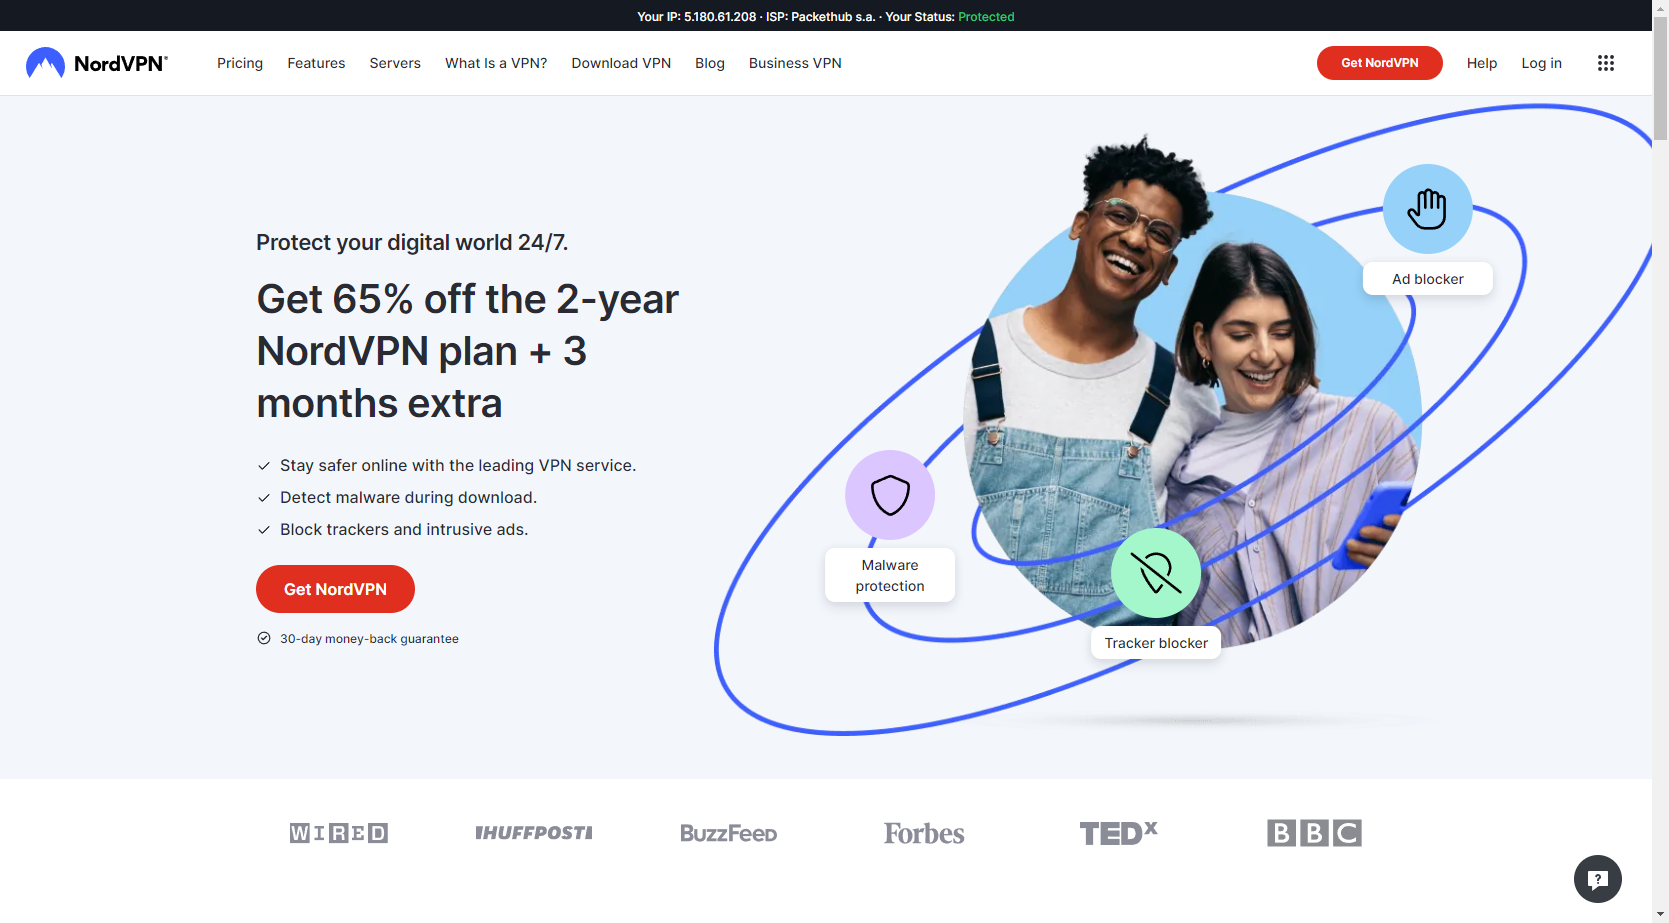 Your IP: 5.180.61.208 · ISP: Packethub s.a. · Your Status: Protected
NordVPN®
Pricing
Features
Servers
What Is a VPN?
Download VPN
Blog
Business VPN
Get NordVPN
Help
Log in
Protect your digital world 24/7.
Get 65% off the 2-year
NordVPN plan + 3
months extra
Stay safer online with the leading VPN service.
Detect malware during download.
Block trackers and intrusive ads.
Get NordVPN
30-day money-back guarantee
Ad blocker
Malware
protection
Tracker blocker
WIRED
HUFFPOST
BuzzFeed
Forbes
TEDx
BBC
?